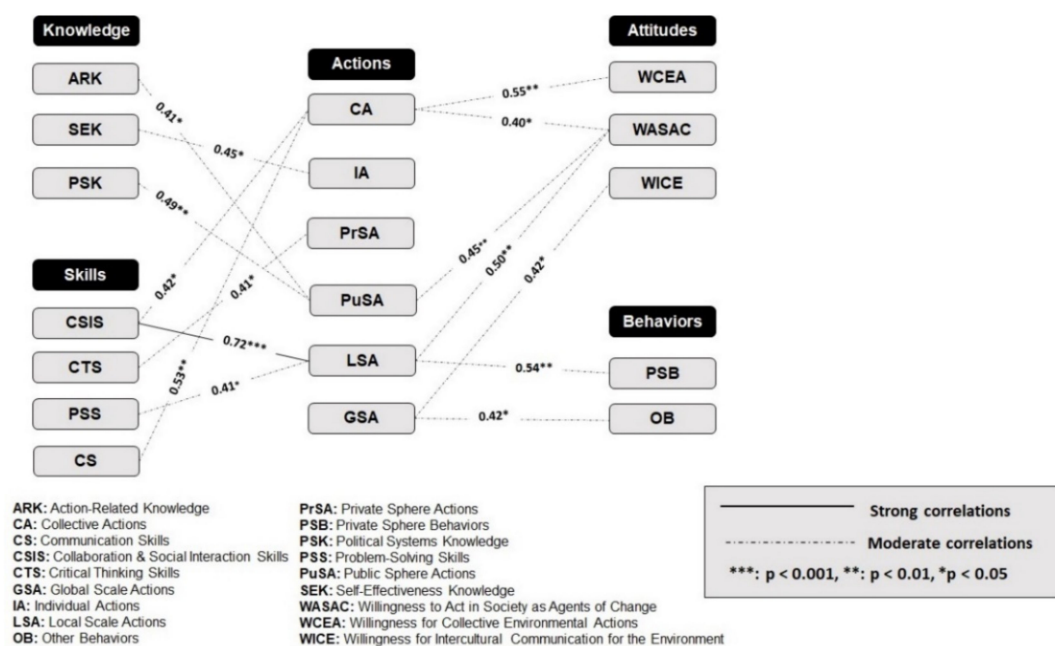 Knowledge
ARK
SEK
PSK
Skills
CSIS
CTS
PSS
CS
Actions
CA
IA
PrSA
PuSA
LSA
GSA
Attitudes
WCEA
WASAC
WICE
Behaviors
PSB
OB
0.41*
0.45*
0.49**
0.42*
0.41*
0.72***
0.53**
0.41*
0.55**
0.40*
0.45**
0.50**
0.42*
0.54**
0.42*
ARK: Action-Related Knowledge
CA: Collective Actions
CS: Communication Skills
CSIS: Collaboration & Social Interaction Skills
CTS: Critical Thinking Skills
GSA: Global Scale Actions
IA: Individual Actions
LSA: Local Scale Actions
OB: Other Behaviors
PrSA: Private Sphere Actions
PSB: Private Sphere Behaviors
PSK: Political Systems Knowledge
PSS: Problem-Solving Skills
PuSA: Public Sphere Actions
SEK: Self-Effectiveness Knowledge
WASAC: Willingness to Act in Society as Agents of Change
WCEA: Willingness for Collective Environmental Actions
WICE: Willingness for Intercultural Communication for the Environment
Strong correlations
Moderate correlations
***: p < 0.001, **: p < 0.01, *p < 0.05